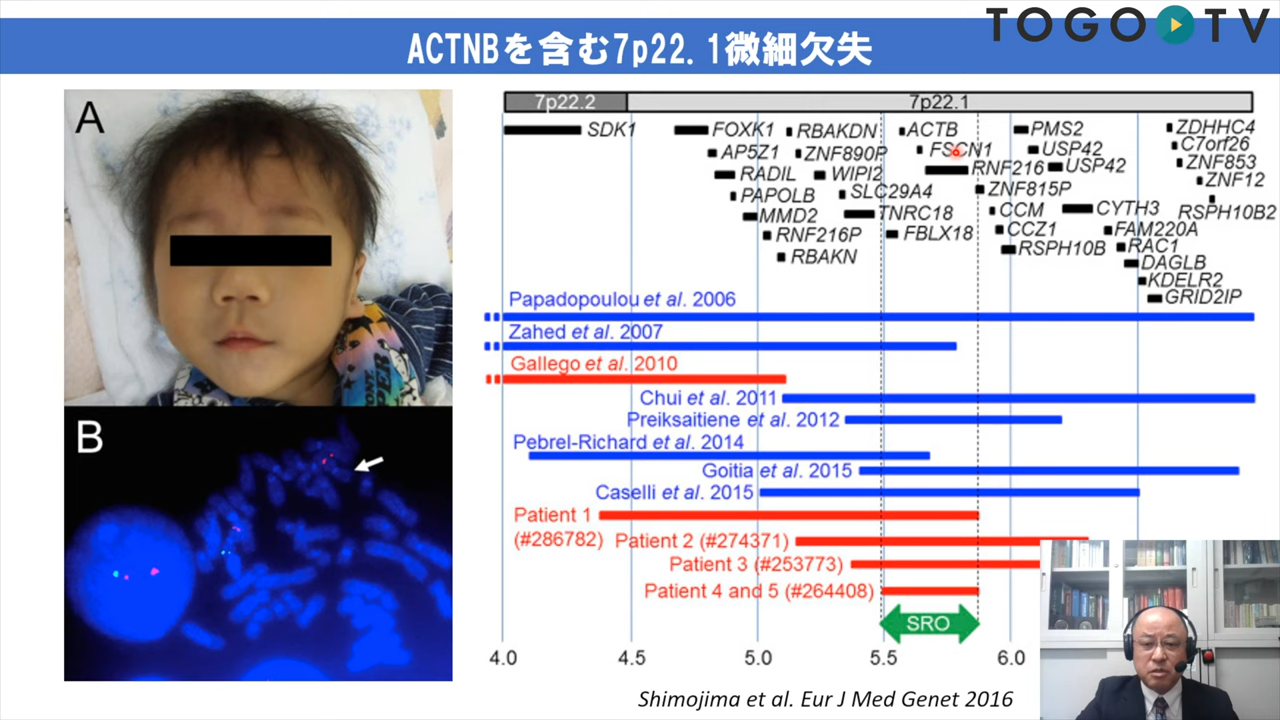 TOGO TV
ACTNBを含む7p22.1微細欠失
A
B
7p22.2
7p22.1
SDK1
FOXK1
RBAKDN
ACTB
PMS2
ZDHHC4
AP5Z1
ZNF890P
FSCN1
USP42
C7orf26
RADIL
WIPI2
RNF216
USP42
ZNF853
PAPOLB
SLC29A4
ZNF815P
ZNF12
MMD2
TNRC18
CCM
CYTH3
RSPH10B2
RNF216P
FBLX18
CCZ1
FAM220A
RBAKN
RSPH10B
RAC1
DAGLB
KDELR2
GRID2IP
Papadopoulou et al. 2006
Zahed et al. 2007
Gallego et al. 2010
Chui et al. 2011
Preiksaitiene et al. 2012
Pebrel-Richard et al. 2014
Goitia et al. 2015
Caselli et al. 2015
Patient 1
(#286782)
Patient 2 (#274371)
Patient 3 (#253773)
Patient 4 and 5 (#264408)
SRO
4.0
4.5
5.0
5.5
6.0
Shimojima et al. Eur J Med Genet 2016